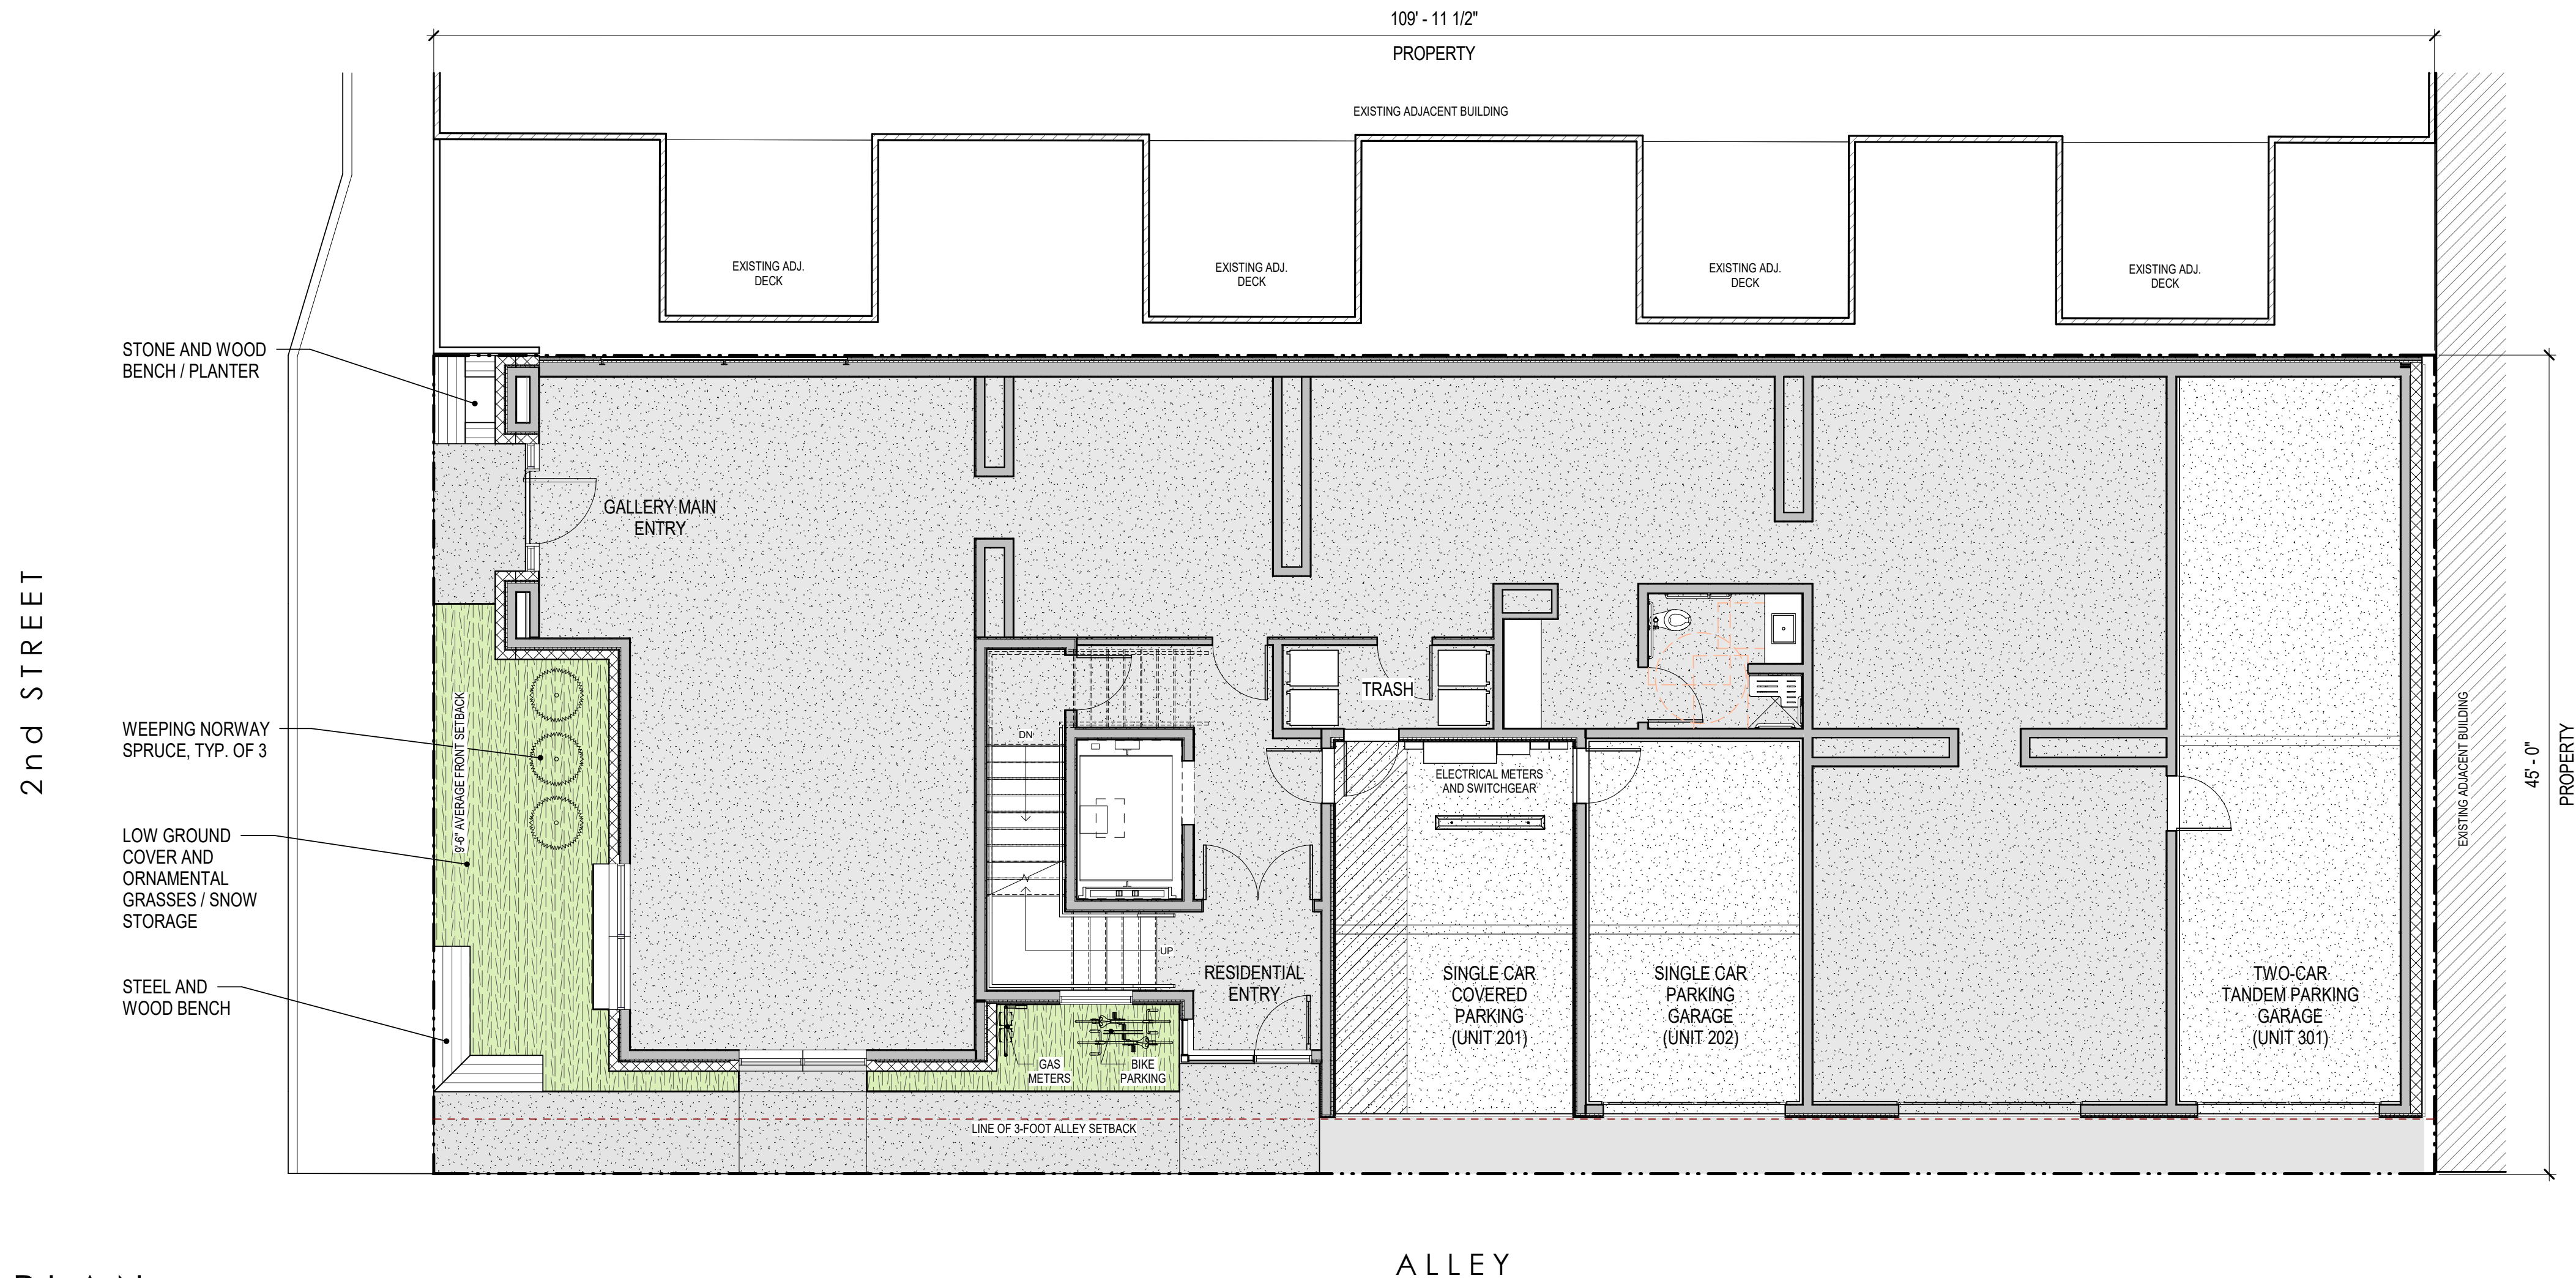 109' - 11 1/2"
PROPERTY
EXISTING ADJACENT BUILDING
EXISTING ADJ.
DECK
EXISTING ADJ.
DECK
EXISTING ADJ.
DECK
EXISTING ADJ.
DECK
STONE AND WOOD
BENCH / PLANTER
GALLERY MAIN
ENTRY
2nd STREET
WEEPING NORWAY
SPRUCE, TYP. OF 3
9'-6" AVERAGE FRONT SETBACK
LOW GROUND
COVER AND
ORNAMENTAL
GRASSES / SNOW
STORAGE
STEEL AND
WOOD BENCH
DN
UP
TRASH
ELECTRICAL METERS
AND SWITCHGEAR
RESIDENTIAL
ENTRY
SINGLE CAR
COVERED
PARKING
(UNIT 201)
SINGLE CAR
PARKING
GARAGE
(UNIT 202)
TWO-CAR
TANDEM PARKING
GARAGE
(UNIT 301)
EXISTING ADJACENT BUILDING
45' - 0"
PROPERTY
GAS
METERS
BIKE
PARKING
LINE OF 3-FOOT ALLEY SETBACK
ALLEY